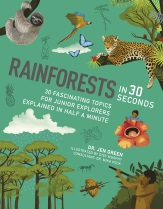 RAINFORESTS
IN 30
SECONDS
30 FASCINATING TOPICS
FOR JUNIOR EXPLORERS
EXPLAINED IN HALF A MINUTE
DR. JEN GREEN